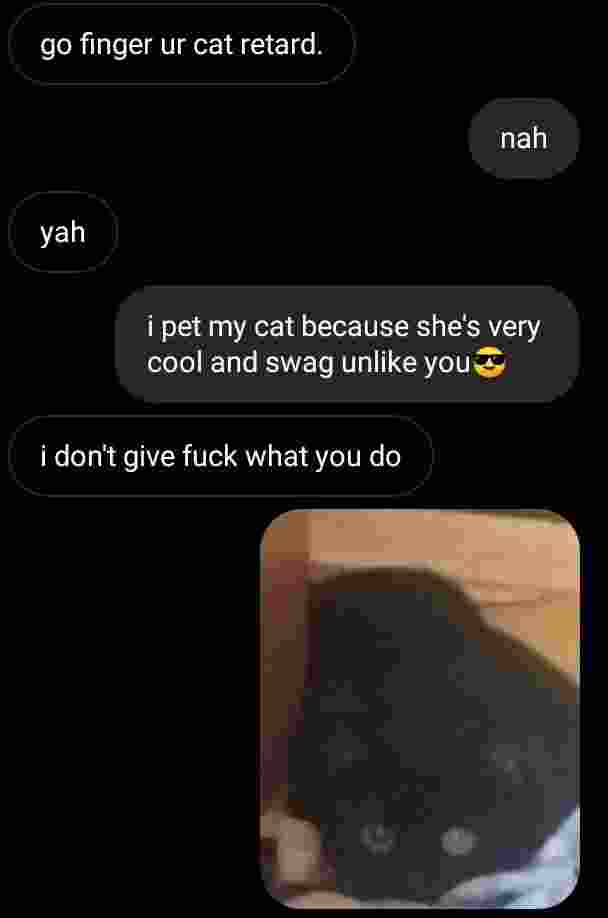 go finger ur cat retard.
nah
yah
i pet my cat because she's very
cool and swag unlike you😎
i don't give fuck what you do